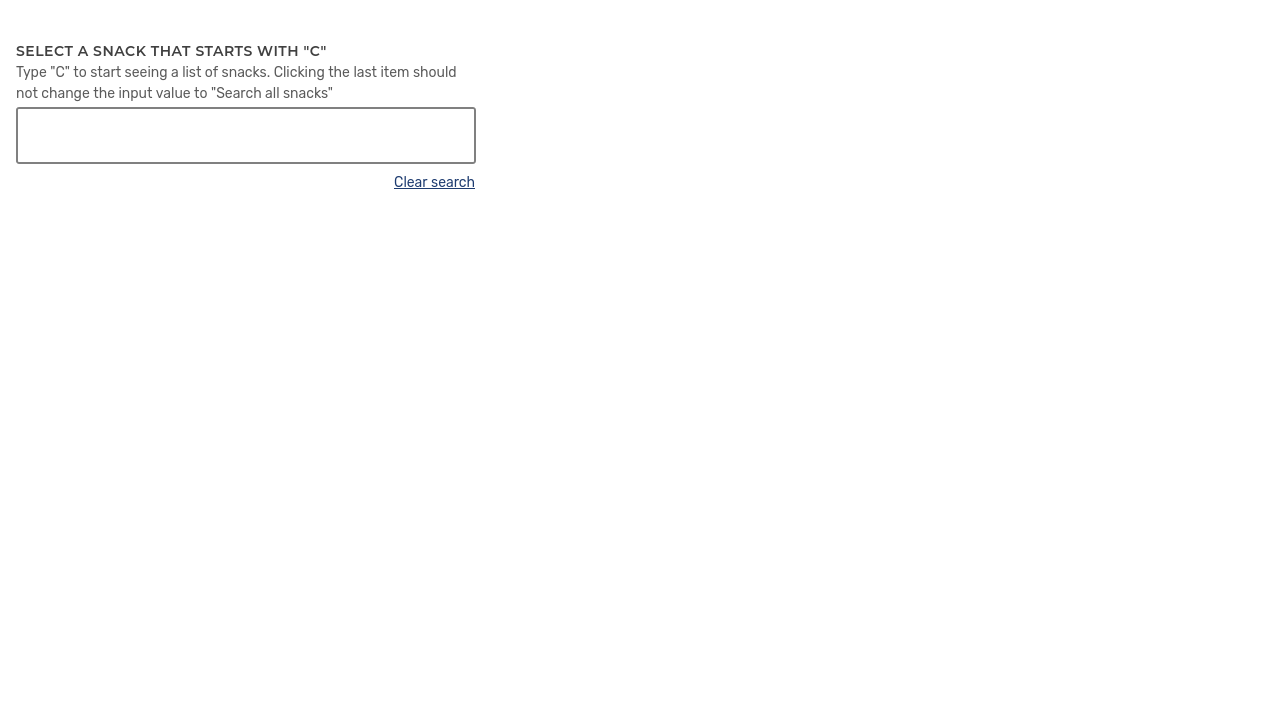 SELECT A SNACK THAT STARTS WITH "C"
Type "C" to start seeing a list of snacks. Clicking the last item should
not change the input value to "Search all snacks"
Clear search